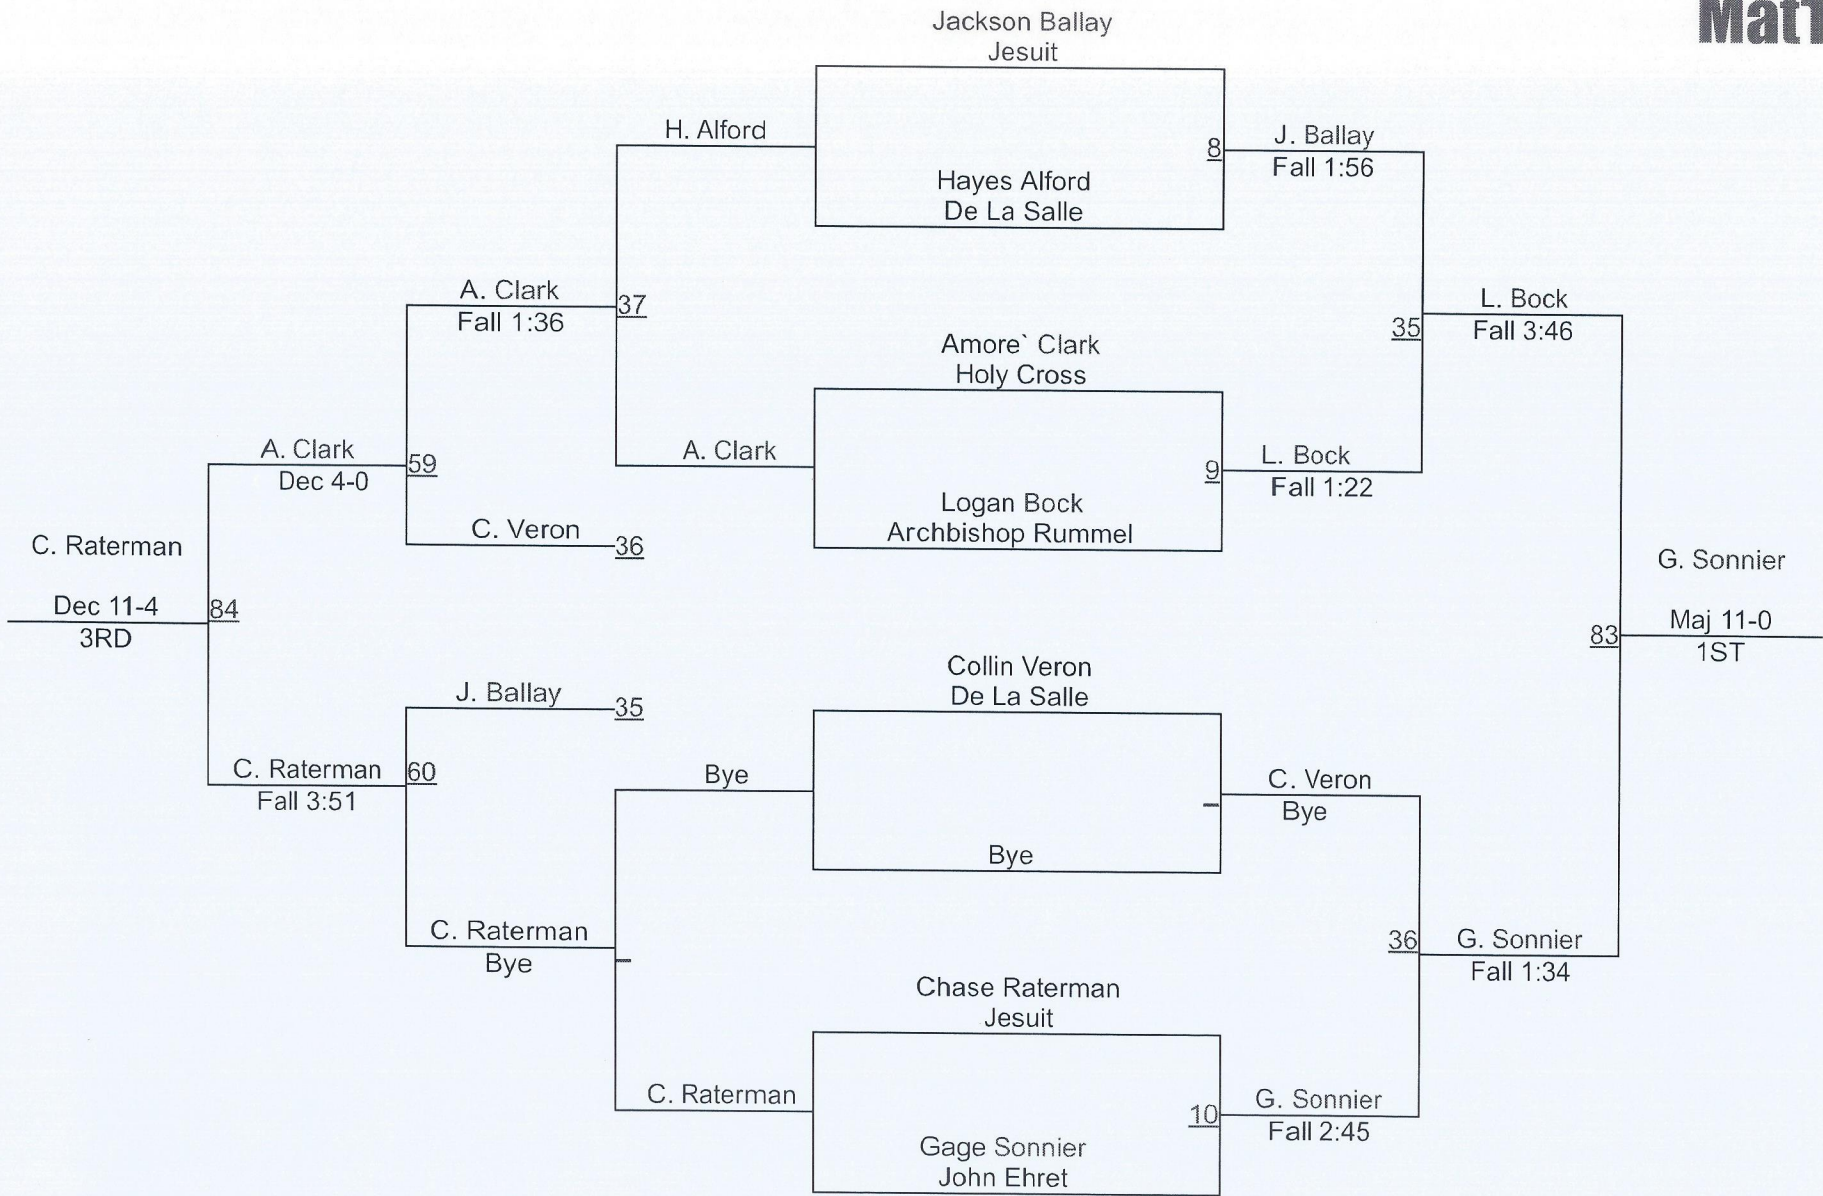 MatT
Jackson Ballay
Jesuit
H. Alford
8
J. Ballay
Fall 1:56
Hayes Alford
De La Salle
A. Clark
Fall 1:36
37
L. Bock
Fall 3:46
35
Amore` Clark
Holy Cross
A. Clark
Dec 4-0
59
A. Clark
9
L. Bock
Fall 1:22
Logan Bock
Archbishop Rummel
C. Veron
36
C. Raterman
Dec 11-4
3RD
84
G. Sonnier
Maj 11-0
1ST
83
Collin Veron
De La Salle
J. Ballay
35
C. Raterman
Fall 3:51
60
Bye
C. Veron
Bye
Bye
C. Raterman
Bye
36
G. Sonnier
Fall 1:34
Chase Raterman
Jesuit
C. Raterman
10
G. Sonnier
Fall 2:45
Gage Sonnier
John Ehret